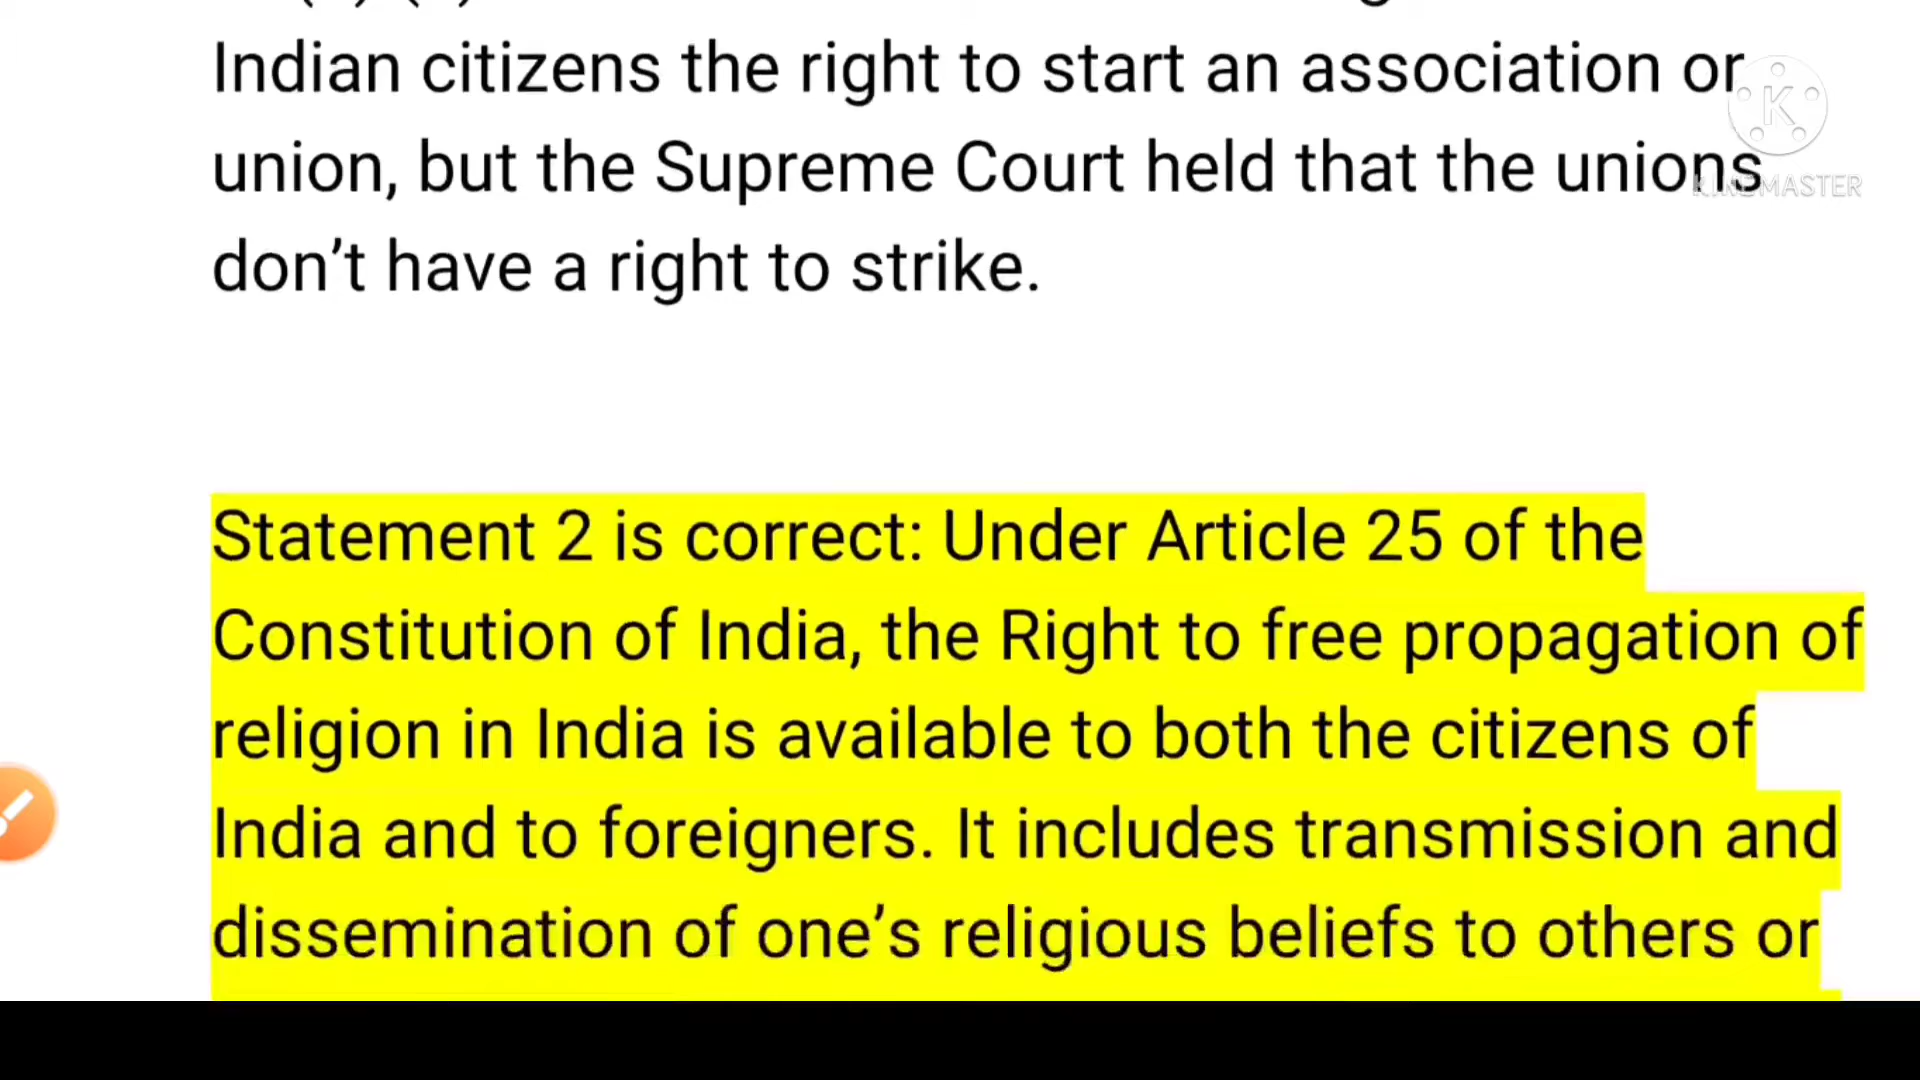 Indian citizens the right to start an association or
union, but the Supreme Court held that the unions
don’t have a right to strike.
K
KINEMASTER
Statement 2 is correct: Under Article 25 of the
Constitution of India, the Right to free propagation of
religion in India is available to both the citizens of
India and to foreigners. It includes transmission and
dissemination of one’s religious beliefs to others or